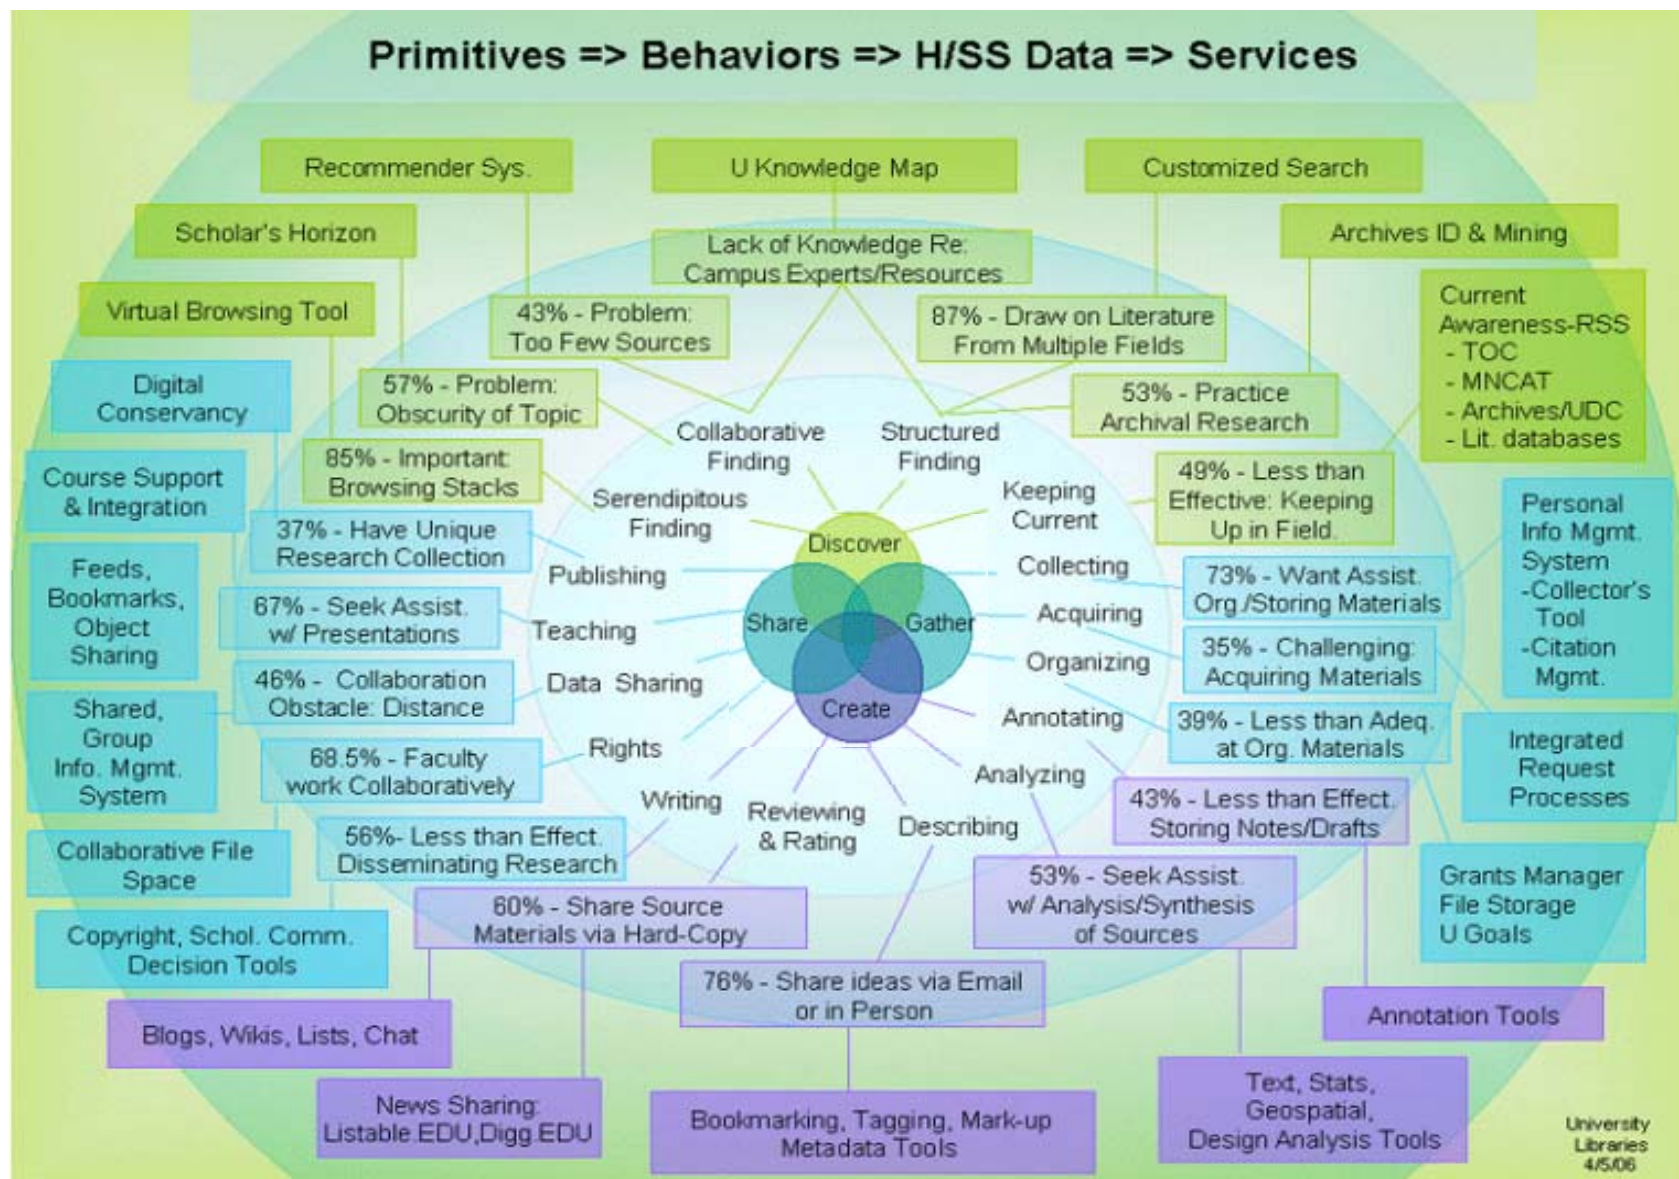 Primitives => Behaviors => H/SS Data => Services
Recommender Sys.
U Knowledge Map
Customized Search
Scholar's Horizon
Archives ID & Mining
Virtual Browsing Tool
Lack of Knowledge Re:
Campus Experts/Resources
43% - Problem:
Too Few Sources
87% - Draw on Literature
From Multiple Fields
Current
Awareness-RSS
- TOC
- MNCAT
- Archives/UDC
- Lit. databases
57% - Problem:
Obscurity of Topic
53% - Practice
Archival Research
Digital
Conservancy
85% - Important:
Browsing Stacks
49% - Less than
Effective: Keeping
Up in Field.
Collaborative
Finding
Structured
Finding
Serendipitous
Finding
Keeping
Current
Course Support
& Integration
37% - Have Unique
Research Collection
Publishing
Discover
Collecting
73% - Want Assist.
Org./Storing Materials
Personal
Info Mgmt.
System
-Collector's
Tool
-Citation
Mgmt.
Feeds,
Bookmarks,
Object
Sharing
67% - Seek Assist.
w/ Presentations
Teaching
Share
Gather
Acquiring
35% - Challenging:
Acquiring Materials
46% - Collaboration
Obstacle: Distance
Data Sharing
Create
Organizing
39% - Less than Adeq.
at Org. Materials
Shared,
Group
Info. Mgmt.
System
68.5% - Faculty
work Collaboratively
Rights
Annotating
Integrated
Request
Processes
Writing
Reviewing
& Rating
Describing
Analyzing
43% - Less than Effect.
Storing Notes/Drafts
Collaborative File
Space
56%- Less than Effect.
Disseminating Research
53% - Seek Assist.
w/ Analysis/Synthesis
of Sources
Grants Manager
File Storage
U Goals
Copyright, Schol. Comm.
Decision Tools
60% - Share Source
Materials via Hard-Copy
76% - Share ideas via Email
or in Person
Annotation Tools
Blogs, Wikis, Lists, Chat
News Sharing:
Listable.EDU,Digg.EDU
Bookmarking, Tagging, Mark-up
Metadata Tools
Text, Stats,
Geospatial,
Design Analysis Tools
University
Libraries
4/5/06